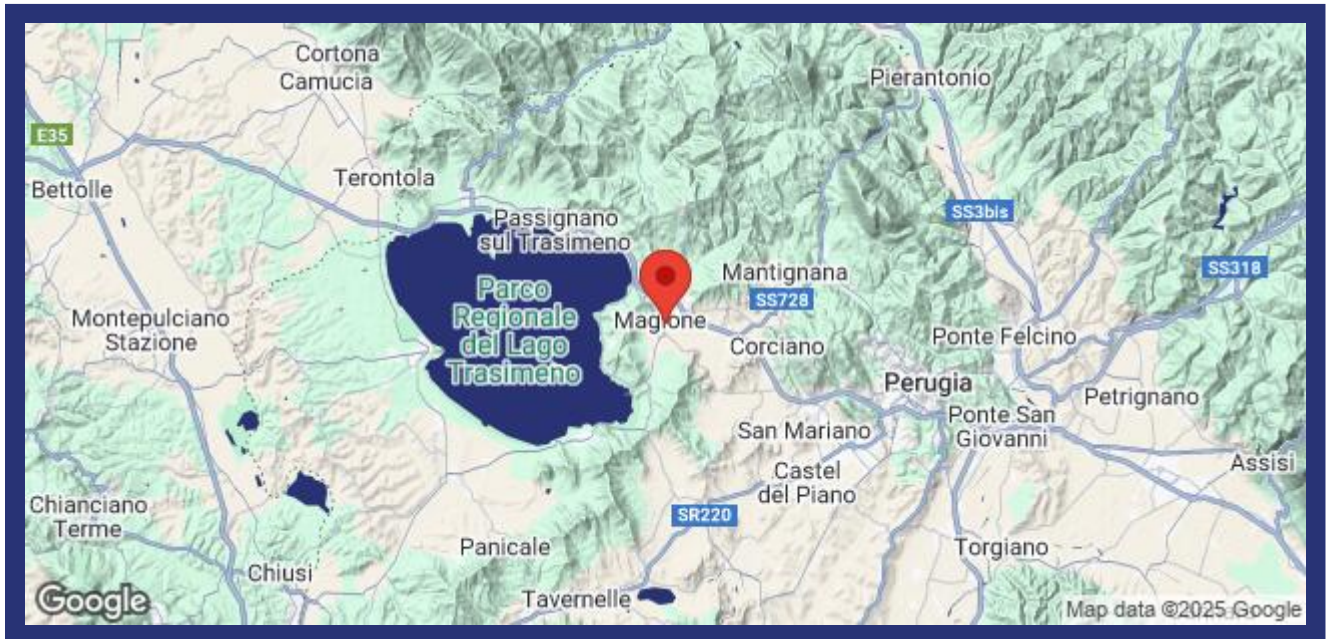 Cortona
Camucia
Pierantonio
E35
Bettolle
Terontola
Passignano
sul Trasimeno
SS3bis
SS318
Mantignana
SS728
Parco
Regionale
del Lago
Trasimeno
Montepulciano
Stazione
Magione
Corciano
Ponte Felcino
Perugia
Petrignano
Ponte San
Giovanni
San Mariano
Castel
del Piano
Assisi
Chianciano
Terme
SR220
Panicale
Torgiano
Chiusi
Tavernelle
Google
Map data ©2025 Google